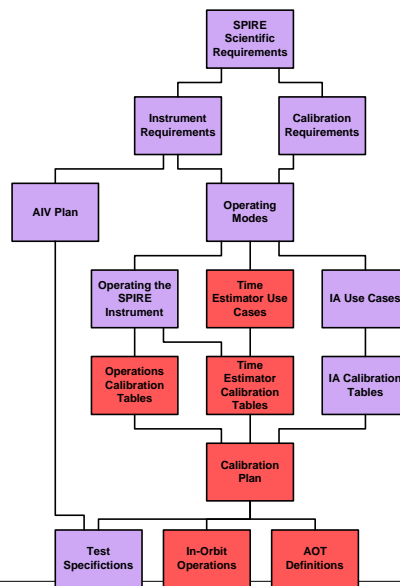 SPIRE
Scientific
Requirements
Instrument
Requirements
Calibration
Requirements
AIV Plan
Operating
Modes
Operating the
SPIRE
Instrument
Time
Estimator Use
Cases
IA Use Cases
Operations
Calibration
Tables
Time
Estimator
Calibration
Tables
IA Calibration
Tables
Calibration
Plan
Test
Specifictions
In-Orbit
Operations
AOT
Definitions